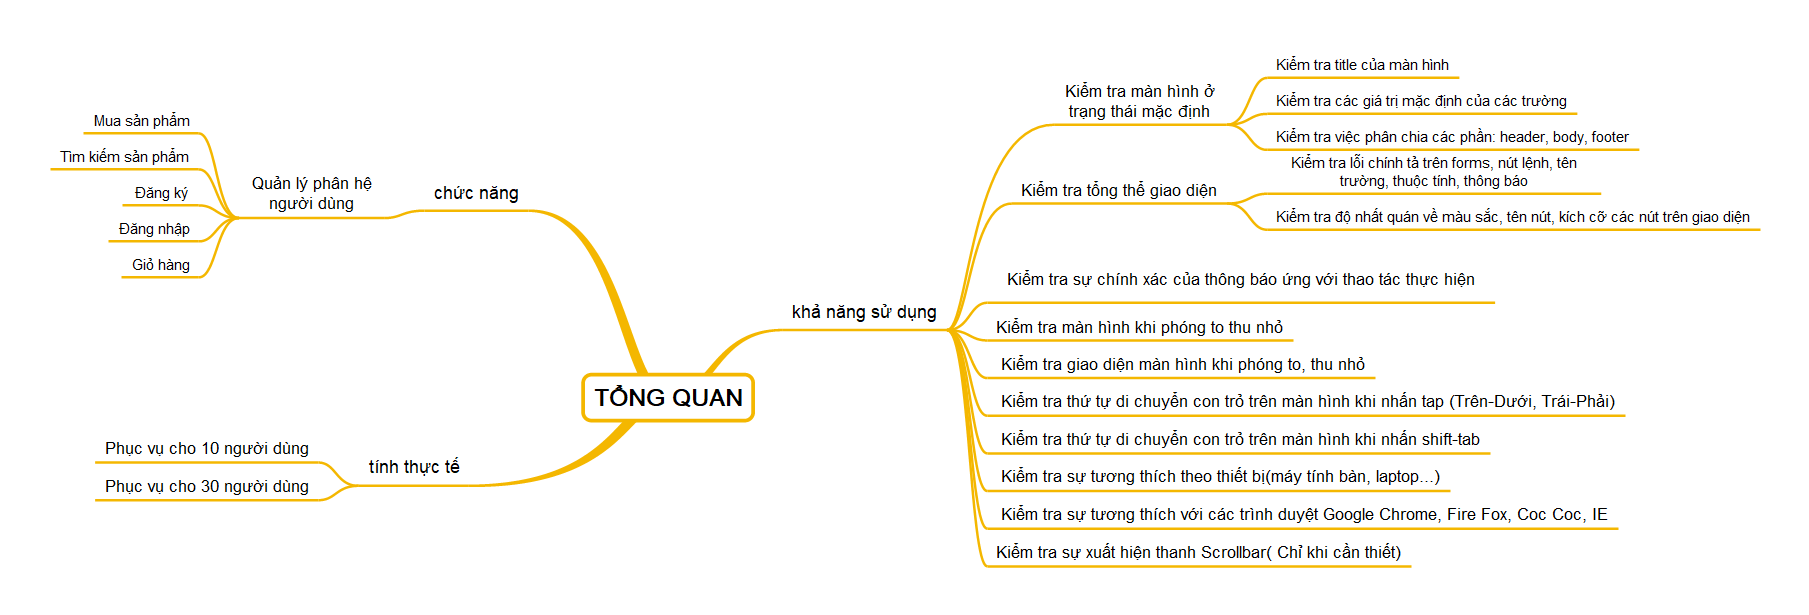 Mua sản phẩm
Tìm kiếm sản phẩm
Đăng ký
Đăng nhập
Giỏ hàng
Quản lý phân hệ
người dùng
chức năng
TỔNG QUAN
Phục vụ cho 10 người dùng
Phục vụ cho 30 người dùng
tính thực tế
khả năng sử dụng
Kiểm tra màn hình ở
trạng thái mặc định
Kiểm tra title của màn hình
Kiểm tra các giá trị mặc định của các trường
Kiểm tra việc phân chia các phần: header, body, footer
Kiểm tra tổng thể giao diện
Kiểm tra lỗi chính tả trên forms, nút lệnh, tên
trường, thuộc tính, thông báo
Kiểm tra độ nhất quán về màu sắc, tên nút, kích cỡ các nút trên giao diện
Kiểm tra sự chính xác của thông báo ứng với thao tác thực hiện
Kiểm tra màn hình khi phóng to thu nhỏ
Kiểm tra giao diện màn hình khi phóng to, thu nhỏ
Kiểm tra thứ tự di chuyển con trỏ trên màn hình khi nhấn tap (Trên-Dưới, Trái-Phải)
Kiểm tra thứ tự di chuyển con trỏ trên màn hình khi nhấn shift-tab
Kiểm tra sự tương thích theo thiết bị(máy tính bàn, laptop...)
Kiểm tra sự tương thích với các trình duyệt Google Chrome, Fire Fox, Coc Coc, IE
Kiểm tra sự xuất hiện thanh Scrollbar( Chỉ khi cần thiết)